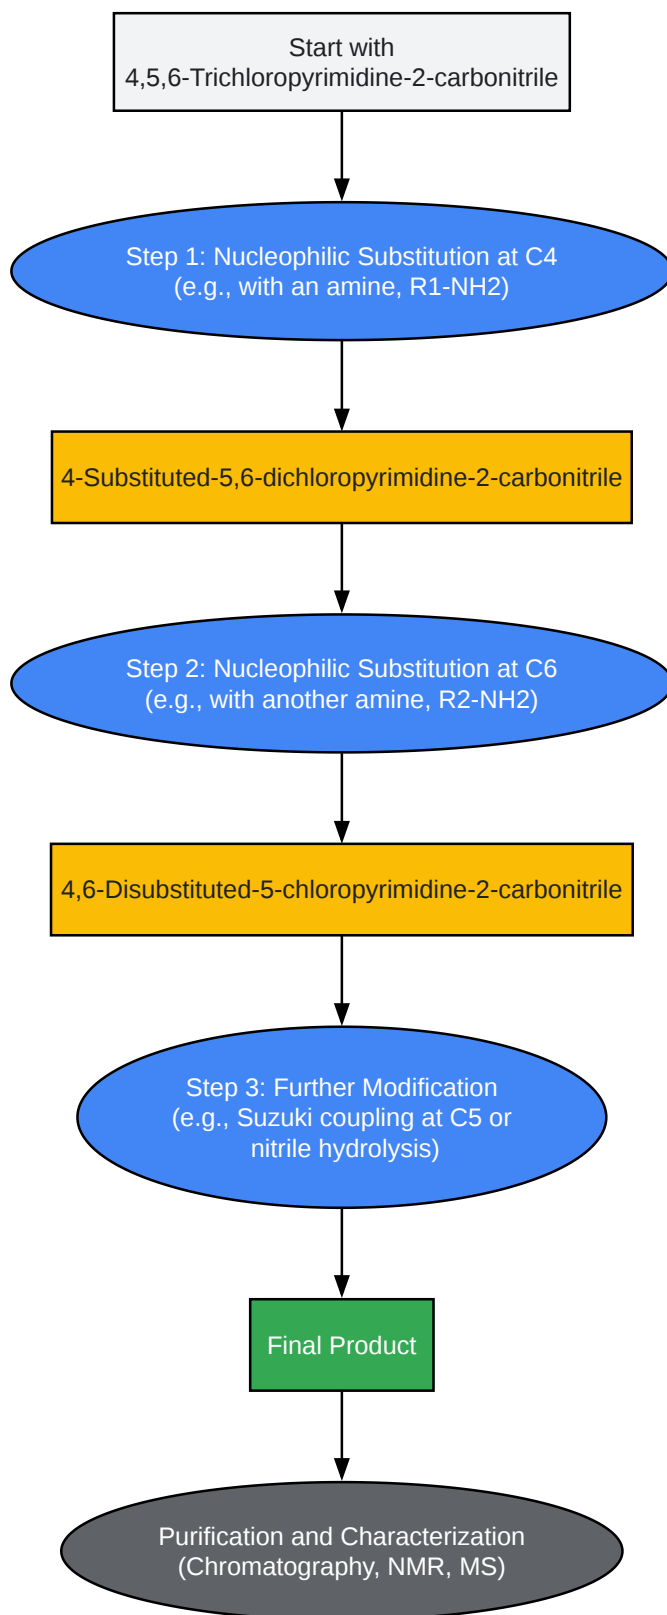 Start with
4,5,6-Trichloropyrimidine-2-carbonitrile
Step 1: Nucleophilic Substitution at C4
(e.g., with an amine, R1-NH2)
4-Substituted-5,6-dichloropyrimidine-2-carbonitrile
Step 2: Nucleophilic Substitution at C6
(e.g., with another amine, R2-NH2)
4,6-Disubstituted-5-chloropyrimidine-2-carbonitrile
Step 3: Further Modification
(e.g., Suzuki coupling at C5 or
nitrile hydrolysis)
Final Product
Purification and Characterization
(Chromatography, NMR, MS)